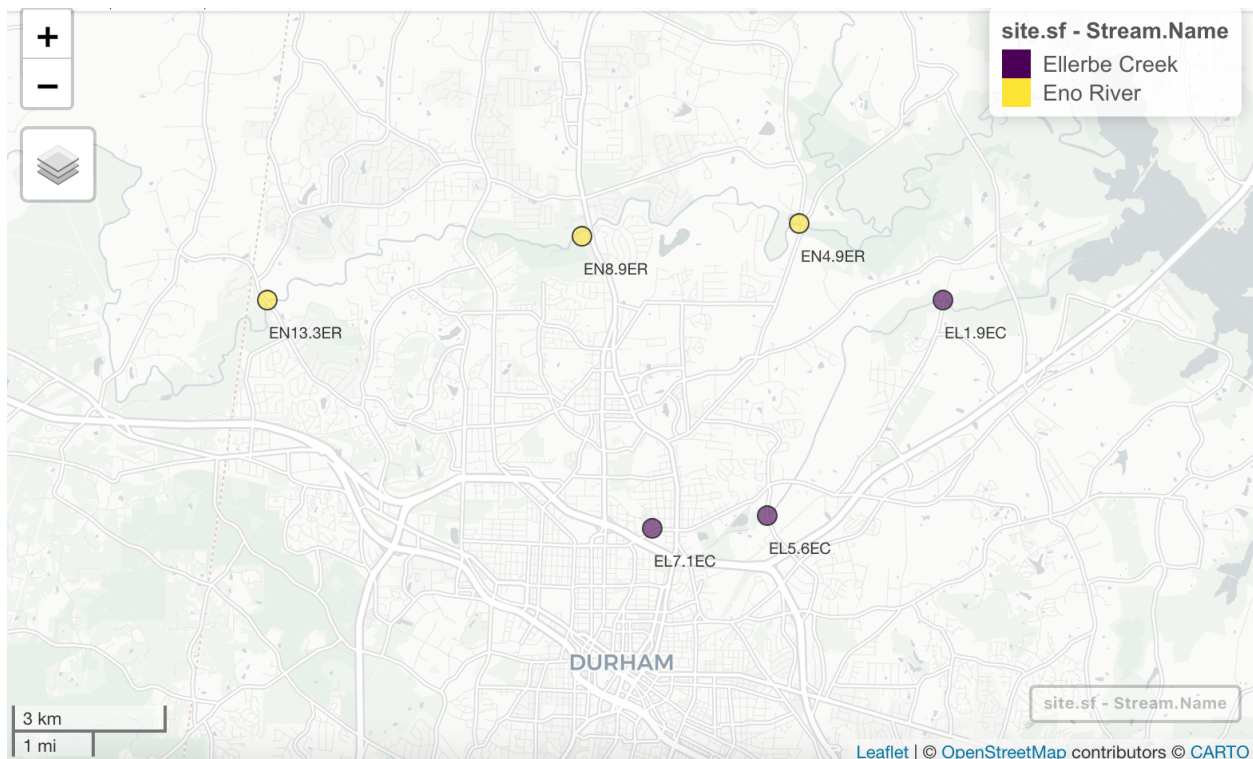 +
−
site.sf - Stream.Name
Ellerbe Creek
Eno River
EN4.9ER
EN8.9ER
EN13.3ER
EL1.9EC
EL5.6EC
EL7.1EC
DURHAM
site.sf - Stream.Name
3 km
1 mi
Leaflet | © OpenStreetMap contributors © CARTO